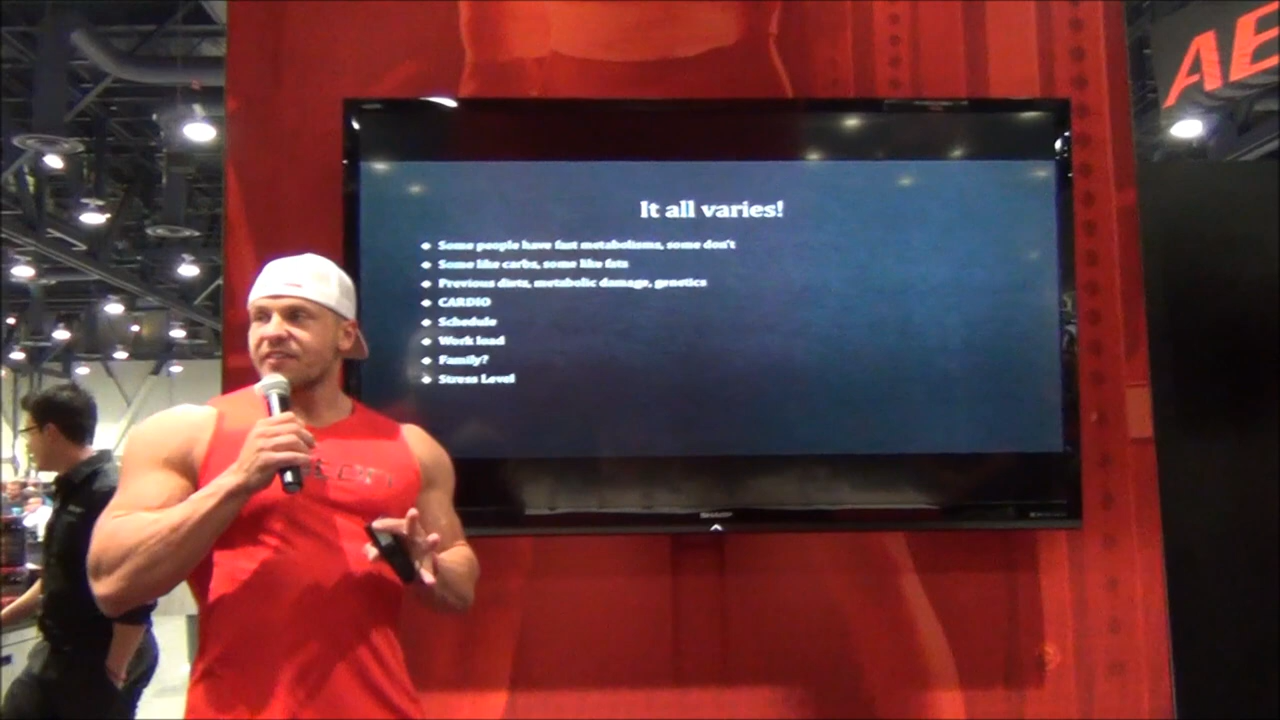 AE
It all varies!
Some people have fast metabolisms, some don't
Some like carbs, some like fats
Previous diets, metabolic damage, genetics
CARDIO
Schedule
Work load
Family?
Stress Level
SHARP